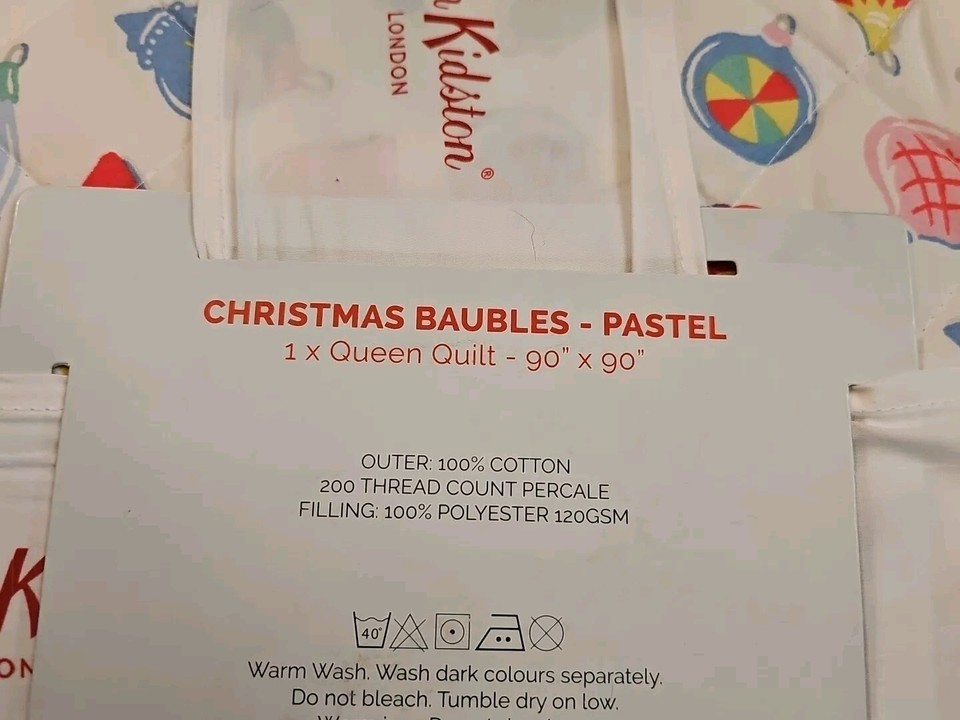 Kidston®
LONDON
CHRISTMAS BAUBLES - PASTEL
1 x Queen Quilt - 90" x 90"
OUTER: 100% COTTON
200 THREAD COUNT PERCALE
FILLING: 100% POLYESTER 120GSM
40°
Warm Wash. Wash dark colours separately.
Do not bleach. Tumble dry on low.